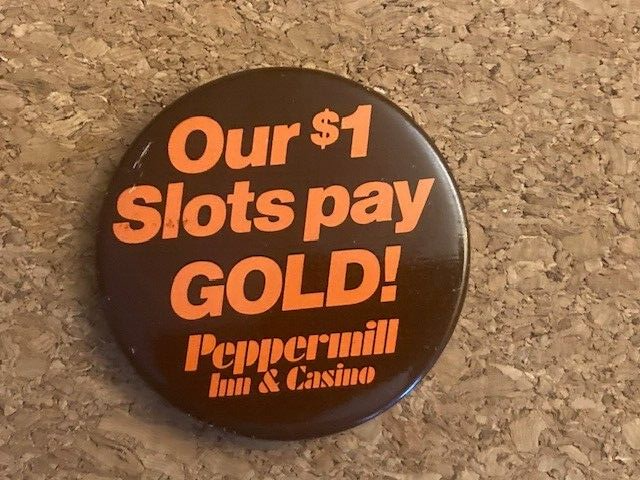 Our $1
Slots pay
GOLD!
Peppermill
Inn & Casino